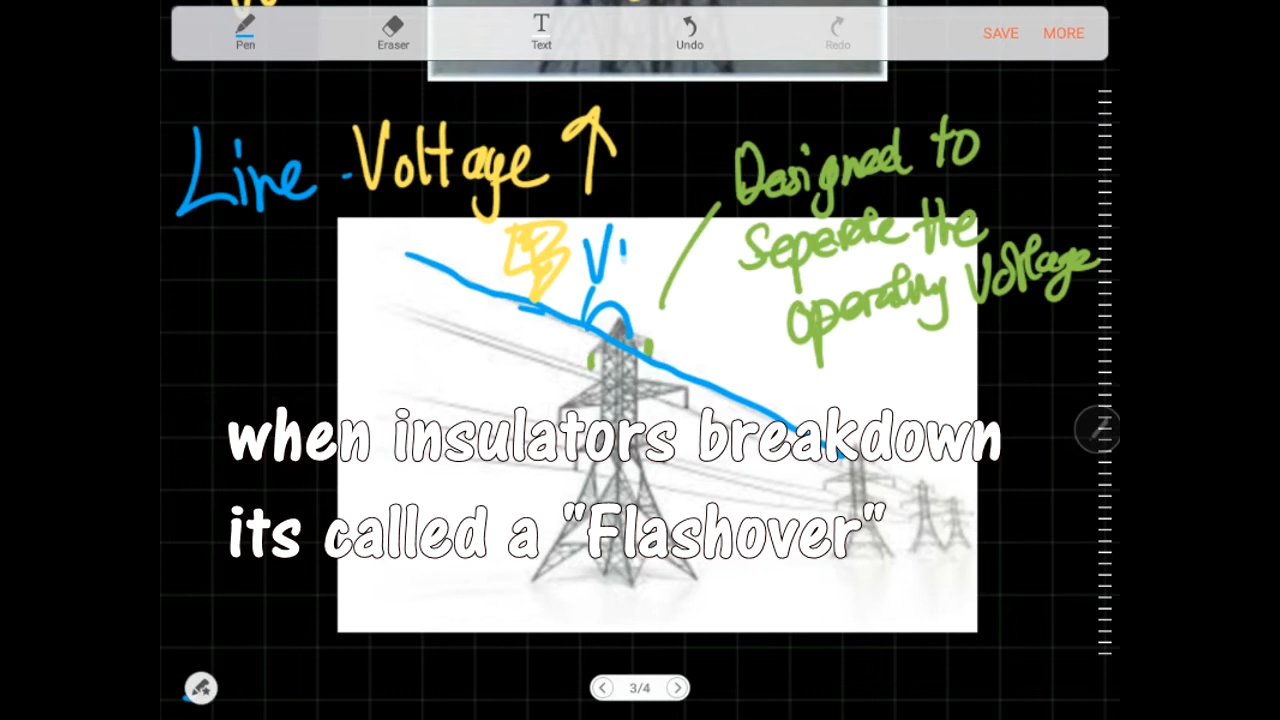 Pen Eraser Text Undo Redo SAVE MORE
Line Voltage ↑
Designed to
Seperate the
operating Voltage
V
when insulators breakdown
its called a "Flashover"
3/4